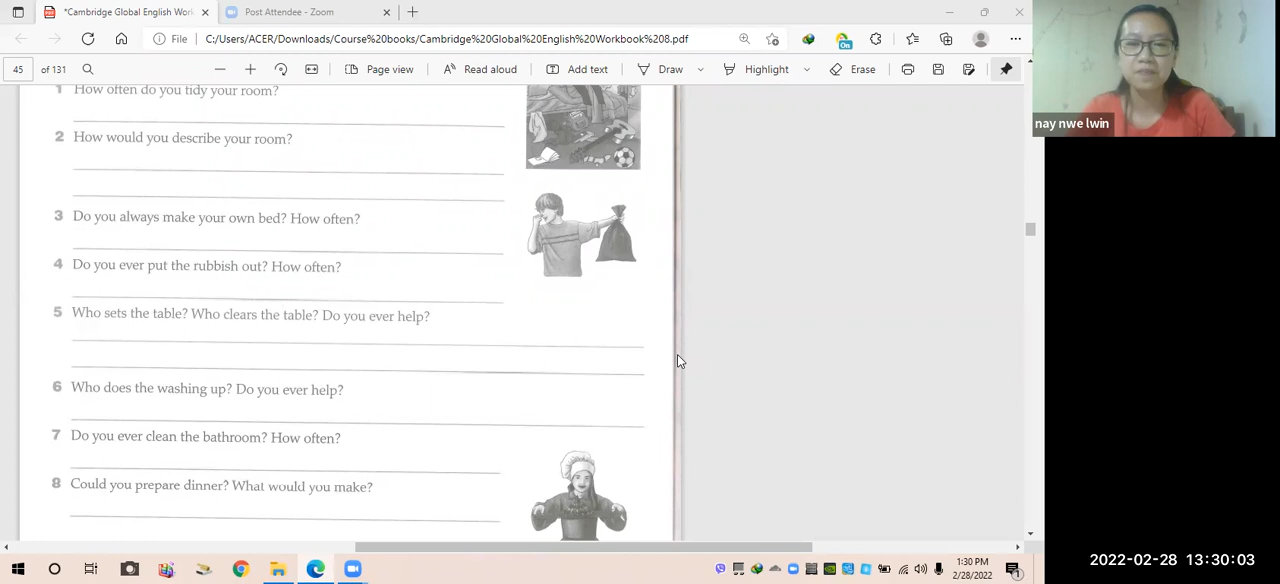 *Cambridge Global English Worl
Post Attendee - Zoom
File
C:/Users/ACER/Downloads/Course%20books/Cambridge%20Global%20English%20Workbook%208.pdf
On
45 of 131
Page view
Read aloud
Add text
Draw
Highlight
Erase
1 How often do you tidy your room?
2 How would you describe your room?
3 Do you always make your own bed? How often?
4 Do you ever put the rubbish out? How often?
5 Who sets the table? Who clears the table? Do you ever help?
6 Who does the washing up? Do you ever help?
7 Do you ever clean the bathroom? How often?
8 Could you prepare dinner? What would you make?
nay nwe lwin
1:30 PM
2/28/2022
1
2022-02-28 13:30:03